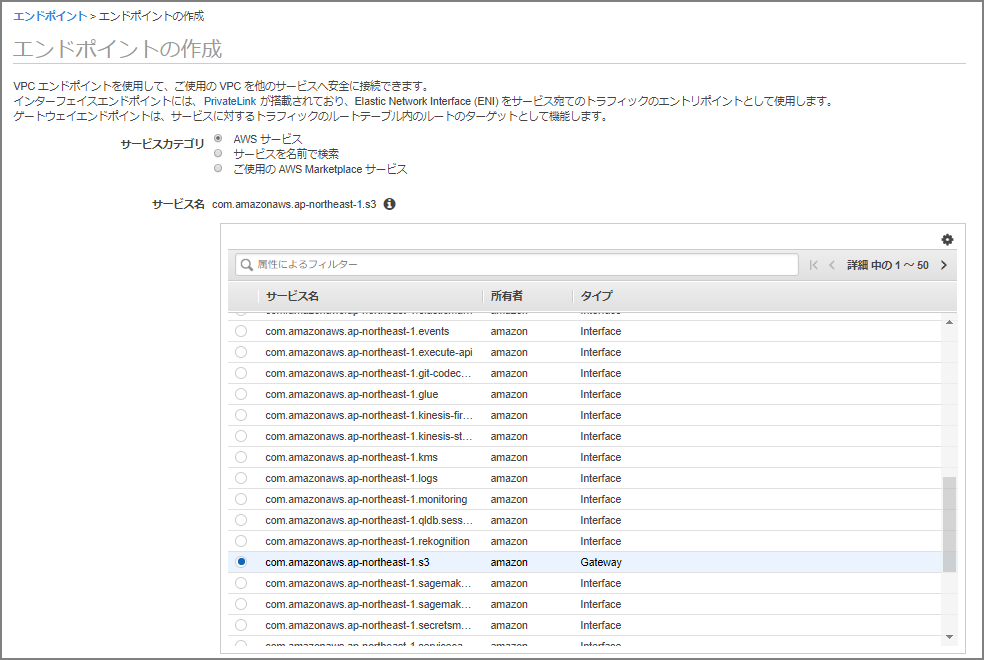 エンドポイント > エンドポイントの作成
エンドポイントの作成
VPC エンドポイントを使用して、ご使用の VPC を他のサービスへ安全に接続できます。
インターフェイスエンドポイントには、PrivateLink が搭載されており、Elastic Network Interface (ENI) をサービス宛てのトラフィックのエントリポイントとして使用します。
ゲートウェイエンドポイントは、サービスに対するトラフィックのルートテーブル内のルートのターゲットとして機能します。
サービスカテゴリ AWS サービス
サービスを名前で検索
ご使用の AWS Marketplace サービス
サービス名 com.amazonaws.ap-northeast-1.s3
属性によるフィルター 詳細 中の 1 ～ 50
サービス名 所有者 タイプ
com.amazonaws.ap-northeast-1.events amazon Interface
com.amazonaws.ap-northeast-1.execute-api amazon Interface
com.amazonaws.ap-northeast-1.git-codec... amazon Interface
com.amazonaws.ap-northeast-1.glue amazon Interface
com.amazonaws.ap-northeast-1.kinesis-fir... amazon Interface
com.amazonaws.ap-northeast-1.kinesis-st... amazon Interface
com.amazonaws.ap-northeast-1.kms amazon Interface
com.amazonaws.ap-northeast-1.logs amazon Interface
com.amazonaws.ap-northeast-1.monitoring amazon Interface
com.amazonaws.ap-northeast-1.qldb.sess... amazon Interface
com.amazonaws.ap-northeast-1.rekognition amazon Interface
com.amazonaws.ap-northeast-1.s3 amazon Gateway
com.amazonaws.ap-northeast-1.sagemak... amazon Interface
com.amazonaws.ap-northeast-1.sagemak... amazon Interface
com.amazonaws.ap-northeast-1.secretsm... amazon Interface